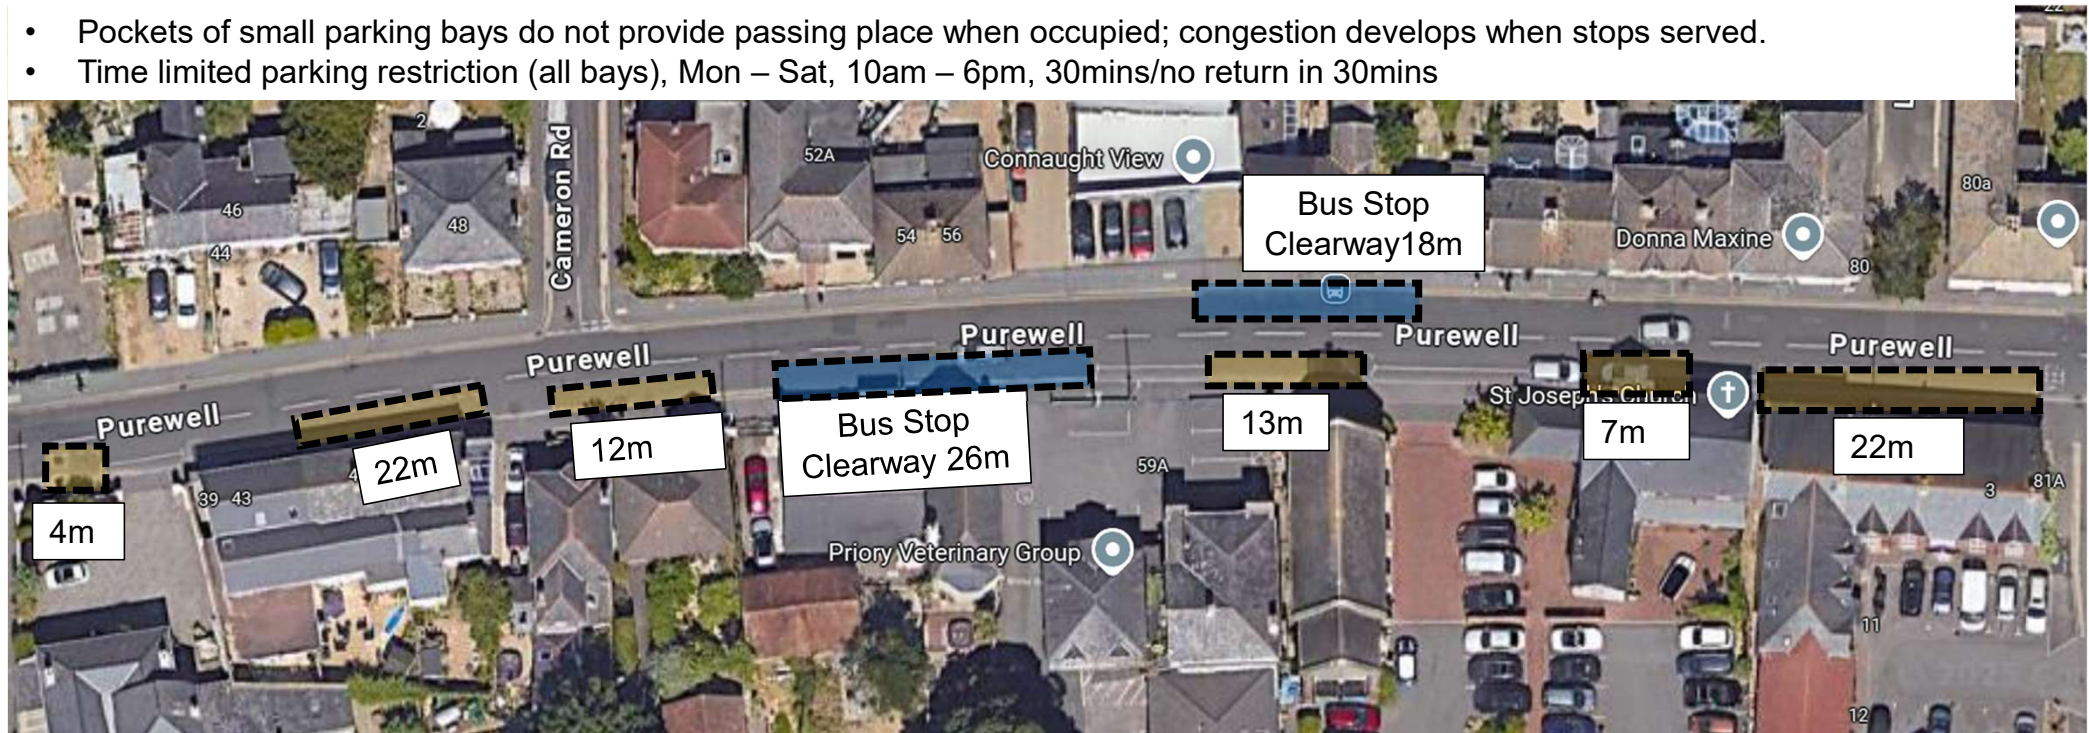 • Pockets of small parking bays do not provide passing place when occupied; congestion develops when stops served.
• Time limited parking restriction (all bays), Mon – Sat, 10am – 6pm, 30mins/no return in 30mins
22
2
Cameron Rd
52A
Connaught View
80a
46
48
44
54
56
Bus Stop
Clearway18m
Donna Maxine
80
Purewell
Purewell
Purewell
Purewell
Purewell
St Joseph's Church
22m
12m
Bus Stop
Clearway 26m
13m
7m
22m
39
43
4
59A
3
81A
4m
Priory Veterinary Group
11
12